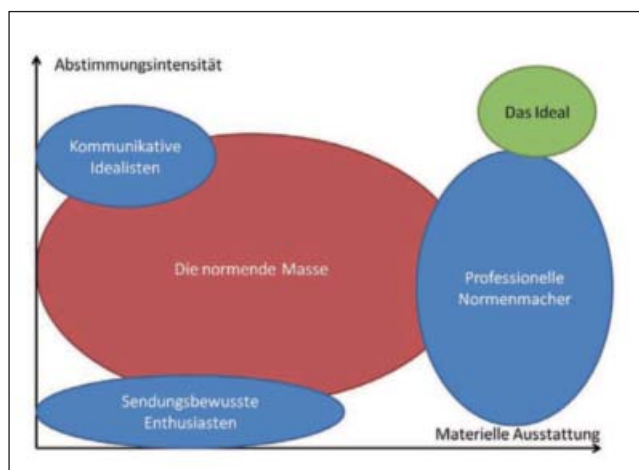 Abstimmungsintensität
Das Ideal
Kommunikative
Idealisten
Die normende Masse
Professionelle
Normenmacher
Sendungsbewusste
Enthusiasten
Materielle Ausstattung